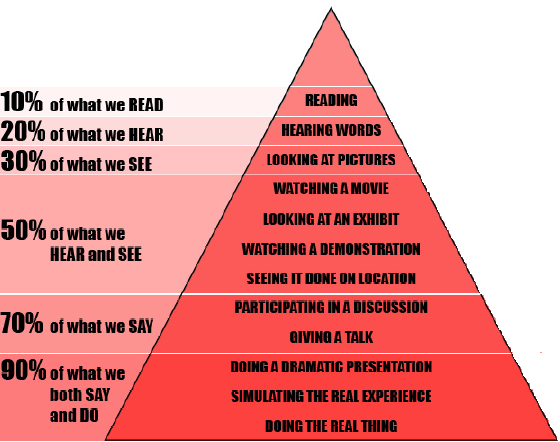 10% of what we READ
READING
20% of what we HEAR
HEARING WORDS
30% of what we SEE
LOOKING AT PICTURES
50% of what we
HEAR and SEE
WATCHING A MOVIE
LOOKING AT AN EXHIBIT
WATCHING A DEMONSTRATION
SEEING IT DONE ON LOCATION
70% of what we SAY
PARTICIPATING IN A DISCUSSION
GIVING A TALK
90% of what we
both SAY
and DO
DOING A DRAMATIC PRESENTATION
SIMULATING THE REAL EXPERIENCE
DOING THE REAL THING